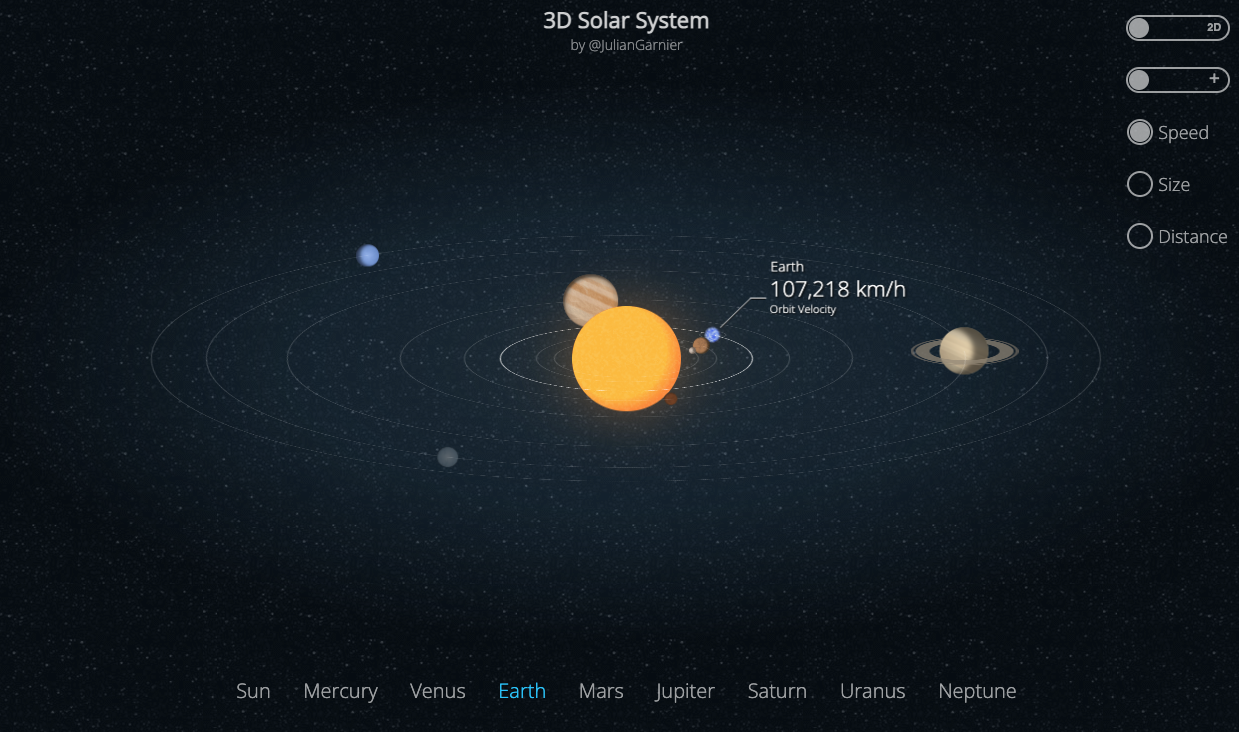 3D Solar System
by @JulianGarnier
2D
+
Speed
Size
Distance
Earth
107,218 km/h
Orbit Velocity
Sun Mercury Venus Earth Mars Jupiter Saturn Uranus Neptune